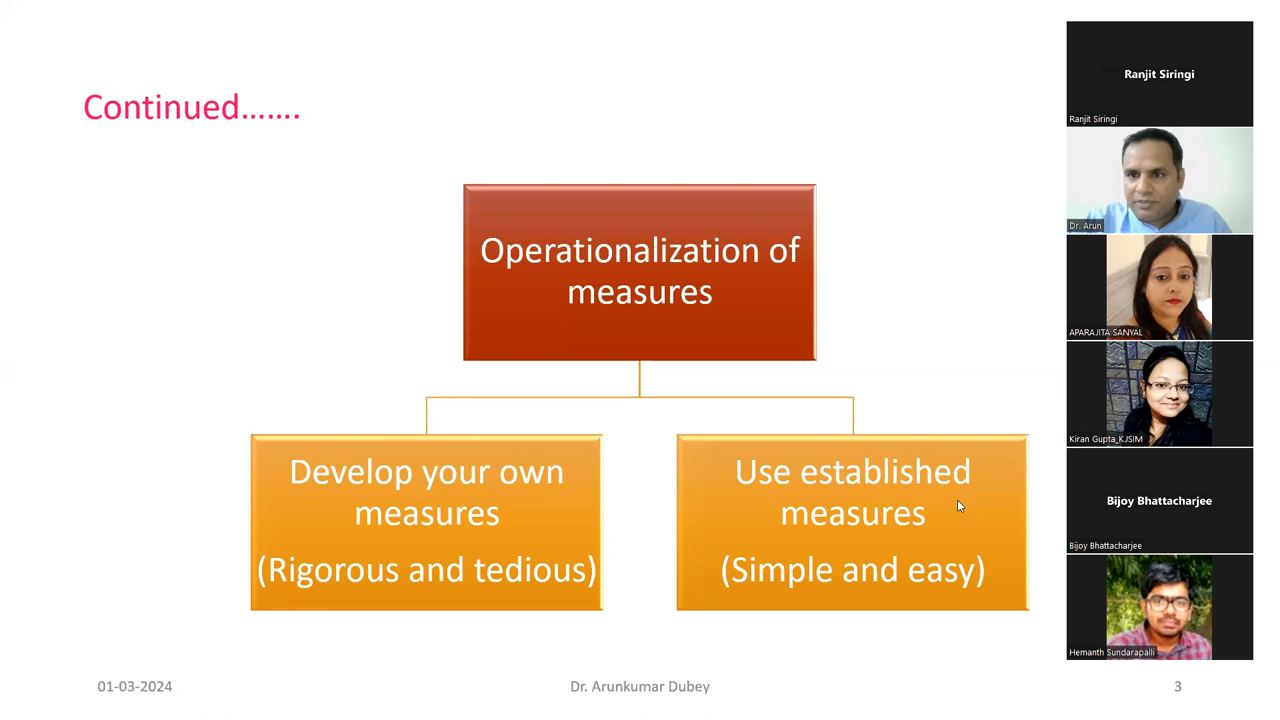 Continued…….
Operationalization of
measures
Develop your own
measures
(Rigorous and tedious)
Use established
measures
(Simple and easy)
01-03-2024
Dr. Arunkumar Dubey
3
Ranjit Siringi
Ranjit Siringi
Dr. Arun
APARAJITA SANYAL
Kiran Gupta_KJSIM
Bijoy Bhattacharjee
Bijoy Bhattacharjee
Hemanth Sundarapalli